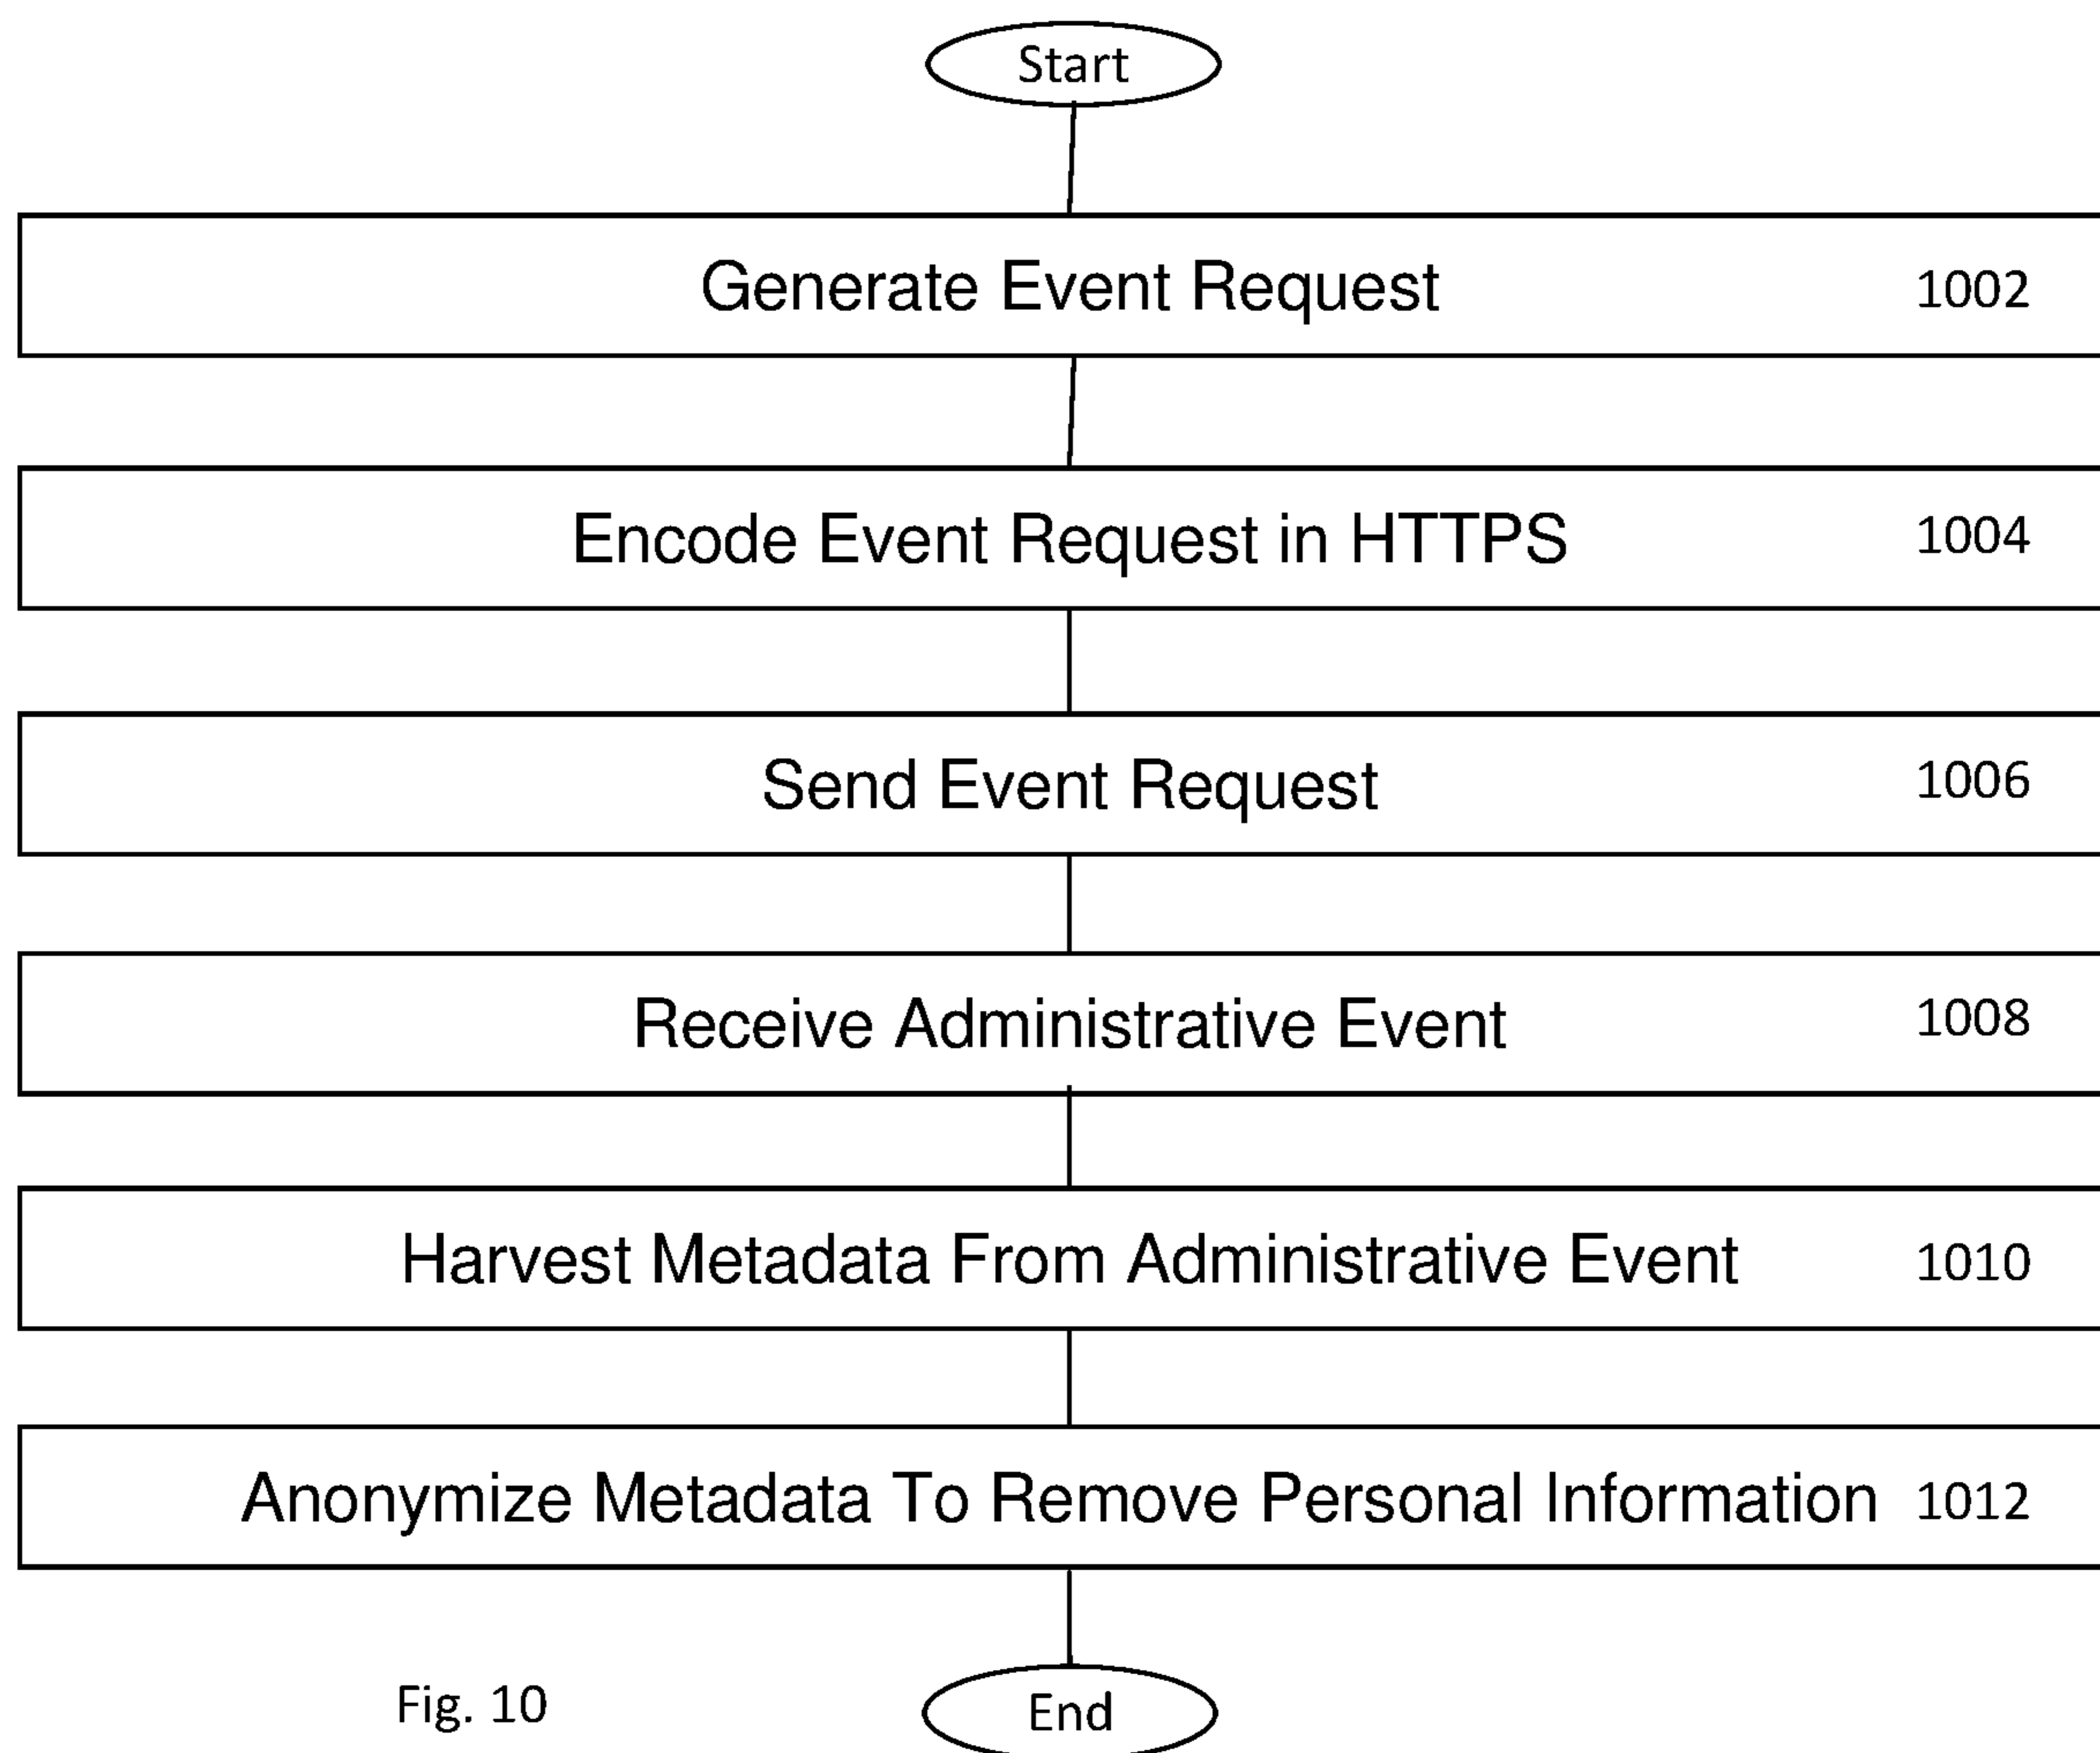 Start
Generate Event Request 1002
Encode Event Request in HTTPS 1004
Send Event Request 1006
Receive Administrative Event 1008
Harvest Metadata From Administrative Event 1010
Anonymize Metadata To Remove Personal Information 1012
Fig. 10
End